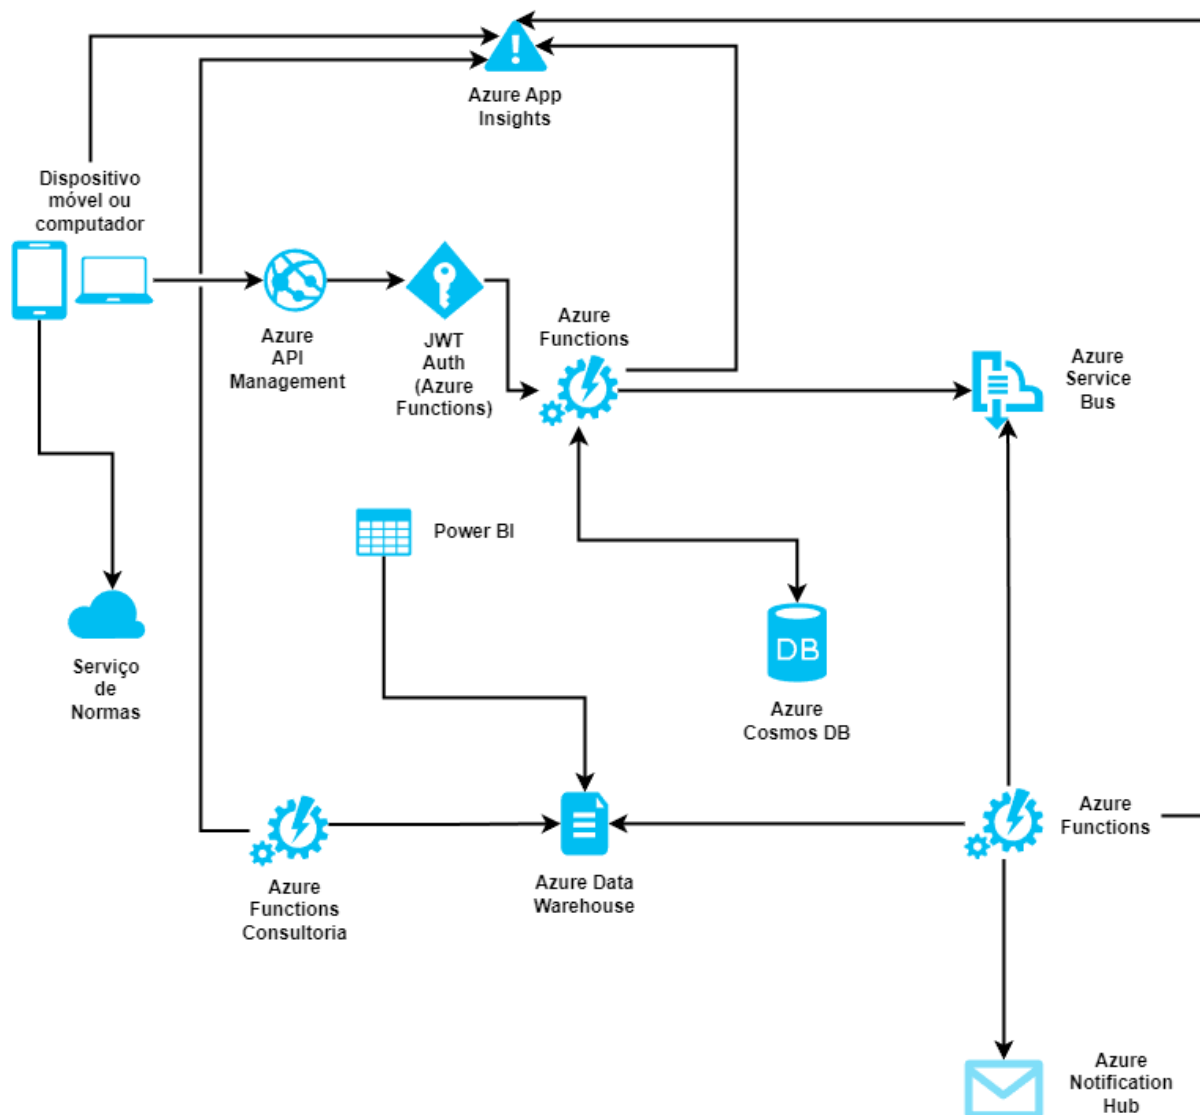 Azure App
Insights
Dispositivo
móvel ou
computador
Azure
API
Management
JWT
Auth
(Azure
Functions)
Azure
Functions
Azure
Service
Bus
Power BI
Serviço
de
Normas
DB
Azure
Cosmos DB
Azure
Functions
Consultoria
Azure Data
Warehouse
Azure
Functions
Azure
Notification
Hub